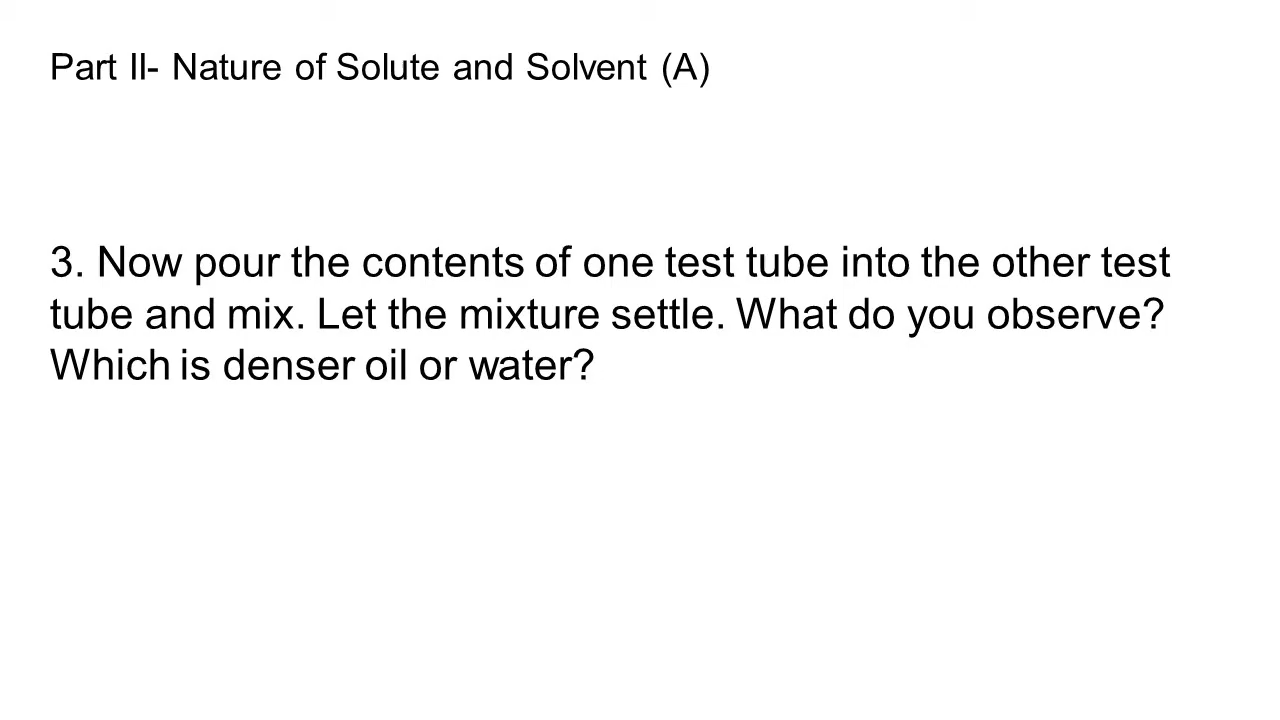 Part II- Nature of Solute and Solvent (A)
3. Now pour the contents of one test tube into the other test
tube and mix. Let the mixture settle. What do you observe?
Which is denser oil or water?